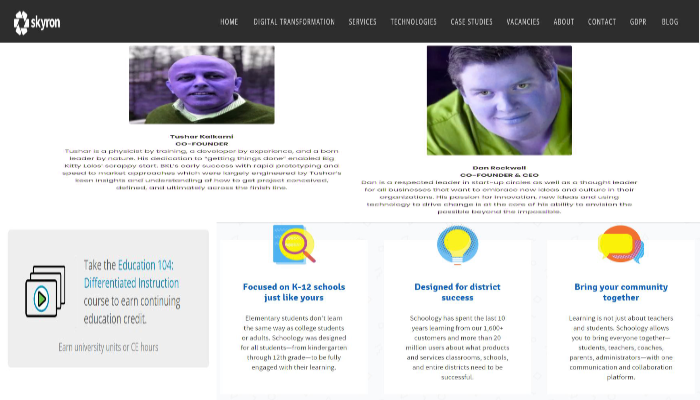 skyron
HOME DIGITAL TRANSFORMATION SERVICES TECHNOLOGIES CASE STUDIES VACANCIES ABOUT CONTACT GDPR BLOG
Tushar Kalkarni
CO-FOUNDER
Tushar is a physicist by training, a developer by experience, and a born
leader by nature. His dedication to "getting things done" enabled Big
Kitty Labs' scrappy start. BKL's early success with rapid prototyping and
speed to market approaches which were largely engineered by Tushar's
keen insights and understanding of how to get project conceived,
defined, and ultimately across the finish line.
Dan Rockwell
CO-FOUNDER & CEO
Dan is a respected leader in start-up circles as well as a thought leader
for all businesses that want to embrace new ideas and culture in their
organizations. His passion for innovation, new ideas and using
technology to drive change is at the core of his ability to envision the
possible beyond the impossible.
Take the Education 104:
Differentiated Instruction
course to earn continuing
education credit.
Earn university units or CE hours
Focused on K-12 schools
just like yours
Elementary students don't learn
the same way as college students
or adults. Schoology was designed
for all students—from kindergarten
through 12th grade—to be fully
engaged with their learning.
Designed for district
success
Schoology has spent the last 10
years learning from our 1,600+
customers and more than 20
million users about what products
and services classrooms, schools,
and entire districts need to be
successful.
Bring your community
together
Learning is not just about teachers
and students. Schoology allows
you to bring everyone together—
students, teachers, coaches,
parents, administrators—with one
communication and collaboration
platform.